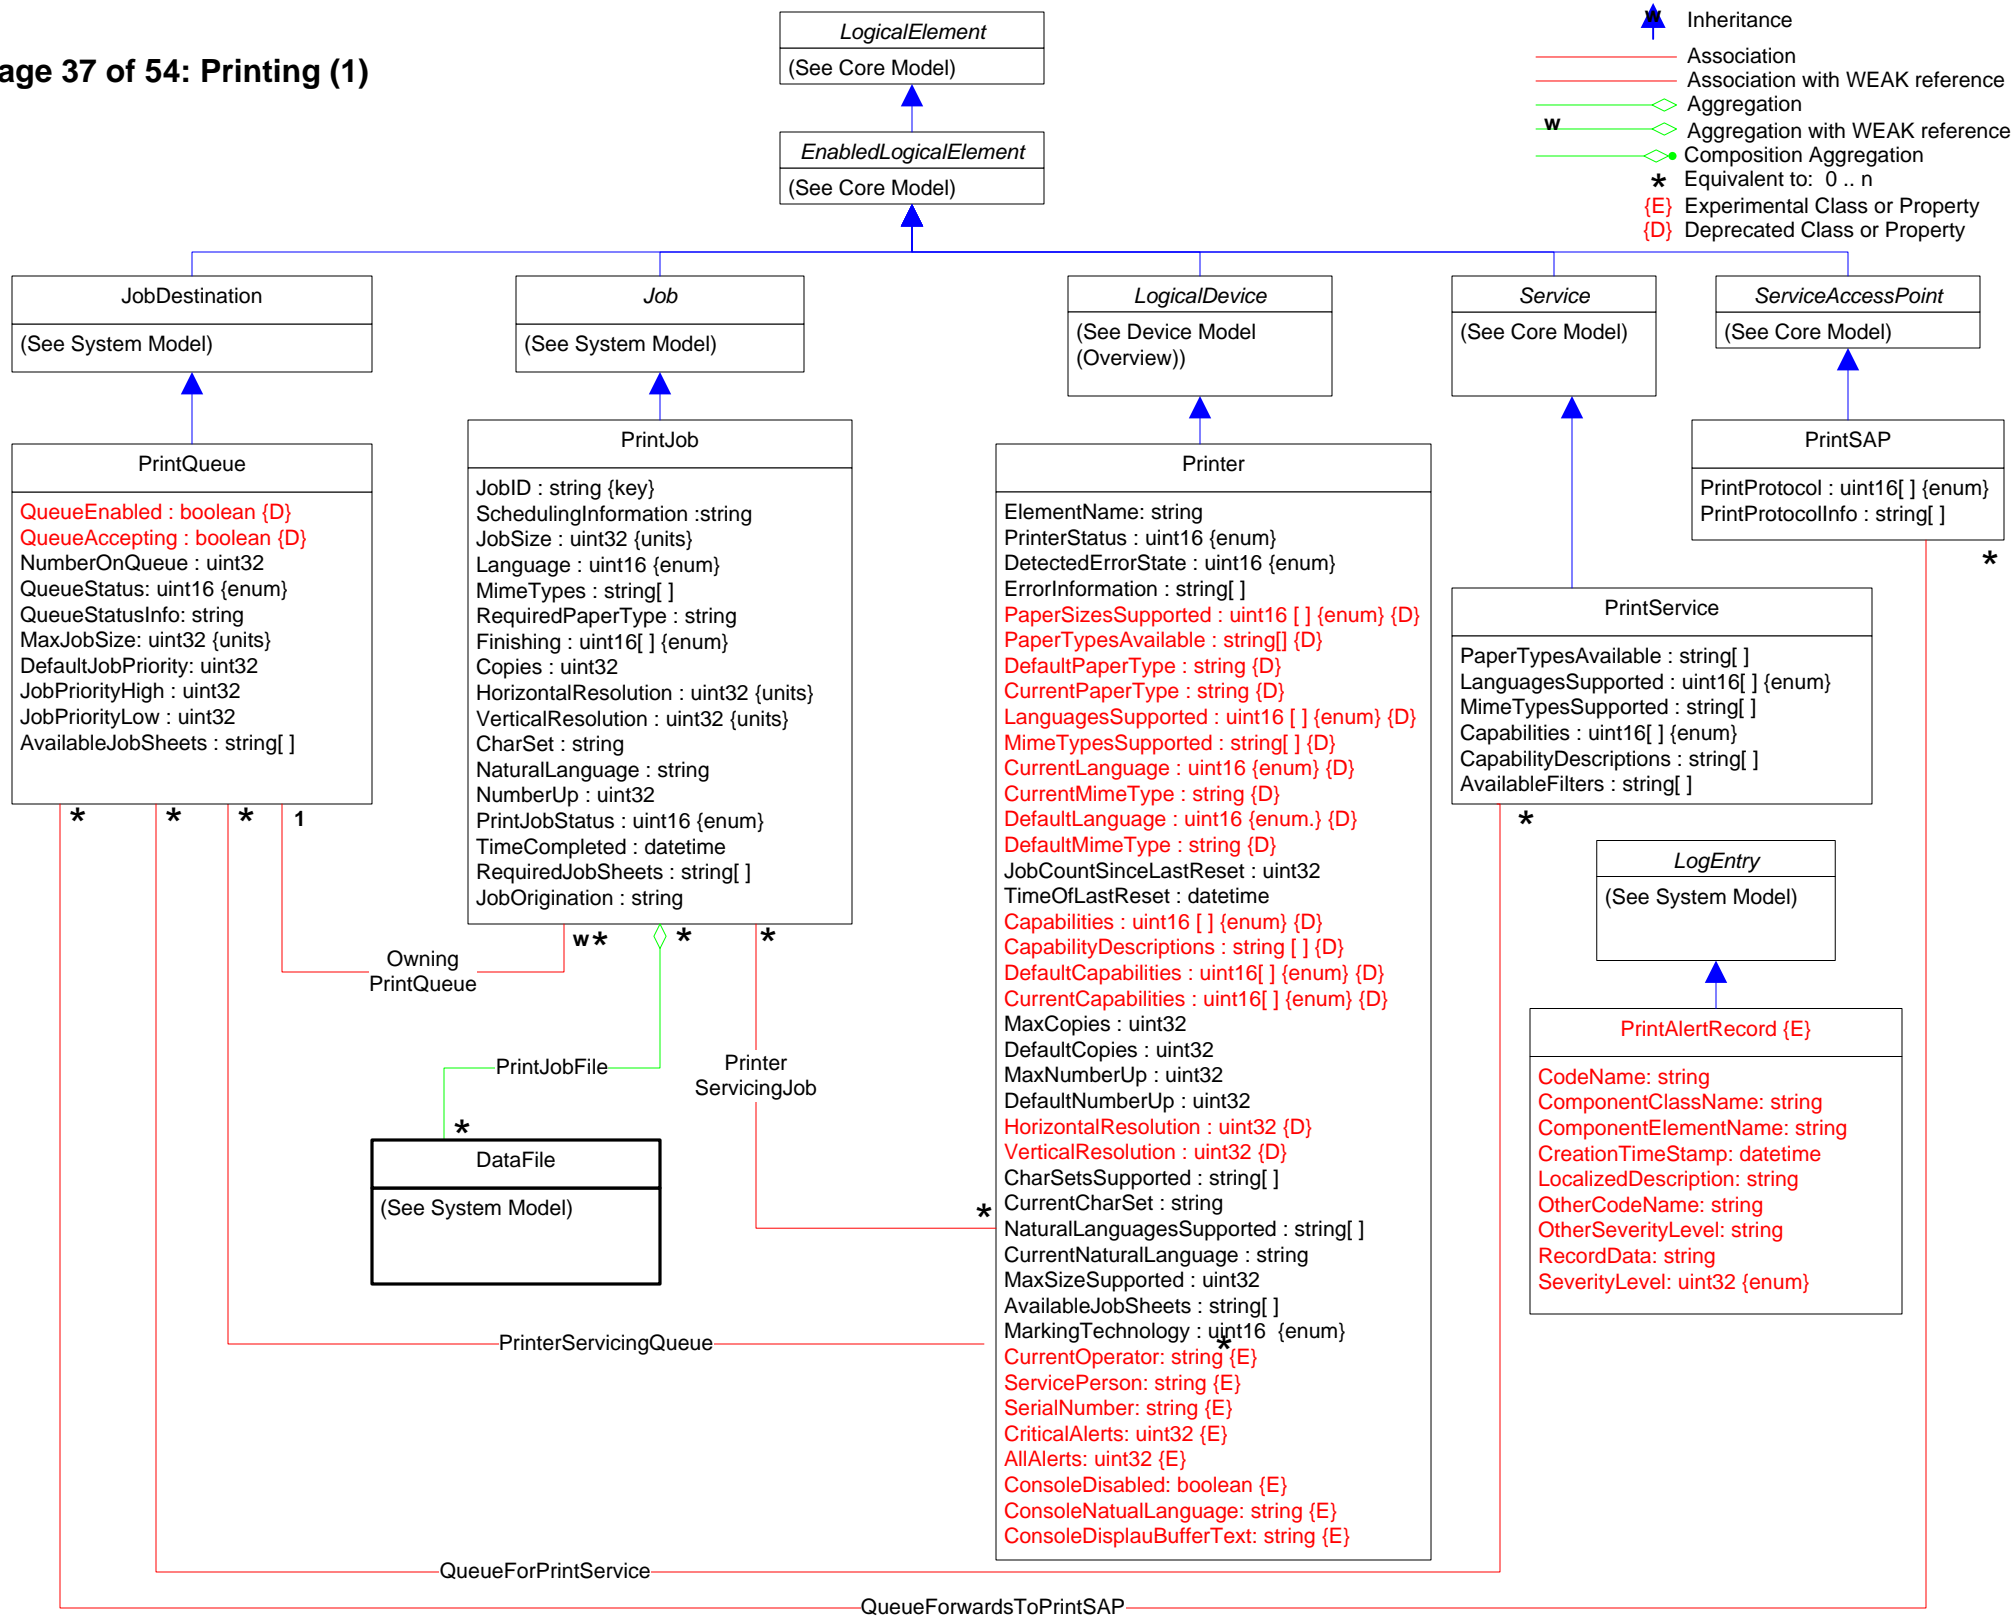 age 37 of 54: Printing (1)
LogicalElement
(See Core Model)
EnabledLogicalElement
(See Core Model)
w
Inheritance
Association
Association with WEAK reference
Aggregation
w
Aggregation with WEAK reference
Composition Aggregation
* Equivalent to: 0 .. n
{E} Experimental Class or Property
{D} Deprecated Class or Property
JobDestination
(See System Model)
Job
(See System Model)
LogicalDevice
(See Device Model
(Overview))
Service
(See Core Model)
ServiceAccessPoint
(See Core Model)
PrintQueue
QueueEnabled : boolean {D}
QueueAccepting : boolean {D}
NumberOnQueue : uint32
QueueStatus: uint16 {enum}
QueueStatusInfo: string
MaxJobSize: uint32 {units}
DefaultJobPriority: uint32
JobPriorityHigh : uint32
JobPriorityLow : uint32
AvailableJobSheets : string[ ]
* * * 1
PrintJob
JobID : string {key}
SchedulingInformation :string
JobSize : uint32 {units}
Language : uint16 {enum}
MimeTypes : string[ ]
RequiredPaperType : string
Finishing : uint16[ ] {enum}
Copies : uint32
HorizontalResolution : uint32 {units}
VerticalResolution : uint32 {units}
CharSet : string
NaturalLanguage : string
NumberUp : uint32
PrintJobStatus : uint16 {enum}
TimeCompleted : datetime
RequiredJobSheets : string[ ]
JobOrigination : string
w * * *
Owning
PrintQueue
PrintJobFile
Printer
ServicingJob
*
DataFile
(See System Model)
*
PrinterServicingQueue
Printer
ElementName: string
PrinterStatus : uint16 {enum}
DetectedErrorState : uint16 {enum}
ErrorInformation : string[ ]
PaperSizesSupported : uint16 [ ] {enum} {D}
PaperTypesAvailable : string[] {D}
DefaultPaperType : string {D}
CurrentPaperType : string {D}
LanguagesSupported : uint16 [ ] {enum} {D}
MimeTypesSupported : string[ ] {D}
CurrentLanguage : uint16 {enum} {D}
CurrentMimeType : string {D}
DefaultLanguage : uint16 {enum.} {D}
DefaultMimeType : string {D}
JobCountSinceLastReset : uint32
TimeOfLastReset : datetime
Capabilities : uint16 [ ] {enum} {D}
CapabilityDescriptions : string [ ] {D}
DefaultCapabilities : uint16[ ] {enum} {D}
CurrentCapabilities : uint16[ ] {enum} {D}
MaxCopies : uint32
DefaultCopies : uint32
MaxNumberUp : uint32
DefaultNumberUp : uint32
HorizontalResolution : uint32 {D}
VerticalResolution : uint32 {D}
CharSetsSupported : string[ ]
CurrentCharSet : string
NaturalLanguagesSupported : string[ ]
CurrentNaturalLanguage : string
MaxSizeSupported : uint32
AvailableJobSheets : string[ ]
MarkingTechnology : uint16 {enum}
*
CurrentOperator: string {E}
ServicePerson: string {E}
SerialNumber: string {E}
CriticalAlerts: uint32 {E}
AllAlerts: uint32 {E}
ConsoleDisabled: boolean {E}
ConsoleNatualLanguage: string {E}
ConsoleDisplauBufferText: string {E}
PrintSAP
PrintProtocol : uint16[ ] {enum}
PrintProtocolInfo : string[ ]
*
PrintService
PaperTypesAvailable : string[ ]
LanguagesSupported : uint16[ ] {enum}
MimeTypesSupported : string[ ]
Capabilities : uint16[ ] {enum}
CapabilityDescriptions : string[ ]
AvailableFilters : string[ ]
*
LogEntry
(See System Model)
PrintAlertRecord {E}
CodeName: string
ComponentClassName: string
ComponentElementName: string
CreationTimeStamp: datetime
LocalizedDescription: string
OtherCodeName: string
OtherSeverityLevel: string
RecordData: string
SeverityLevel: uint32 {enum}
QueueForPrintService
QueueForwardsToPrintSAP